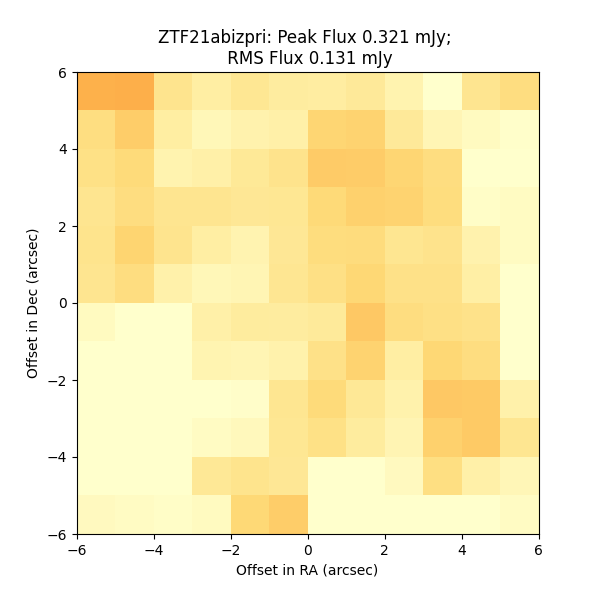 ZTF21abizpri: Peak Flux 0.321 mJy;
RMS Flux 0.131 mJy
6
4
2
0
−2
−4
−6
Offset in Dec (arcsec)
−6 −4 −2 0 2 4 6
Offset in RA (arcsec)